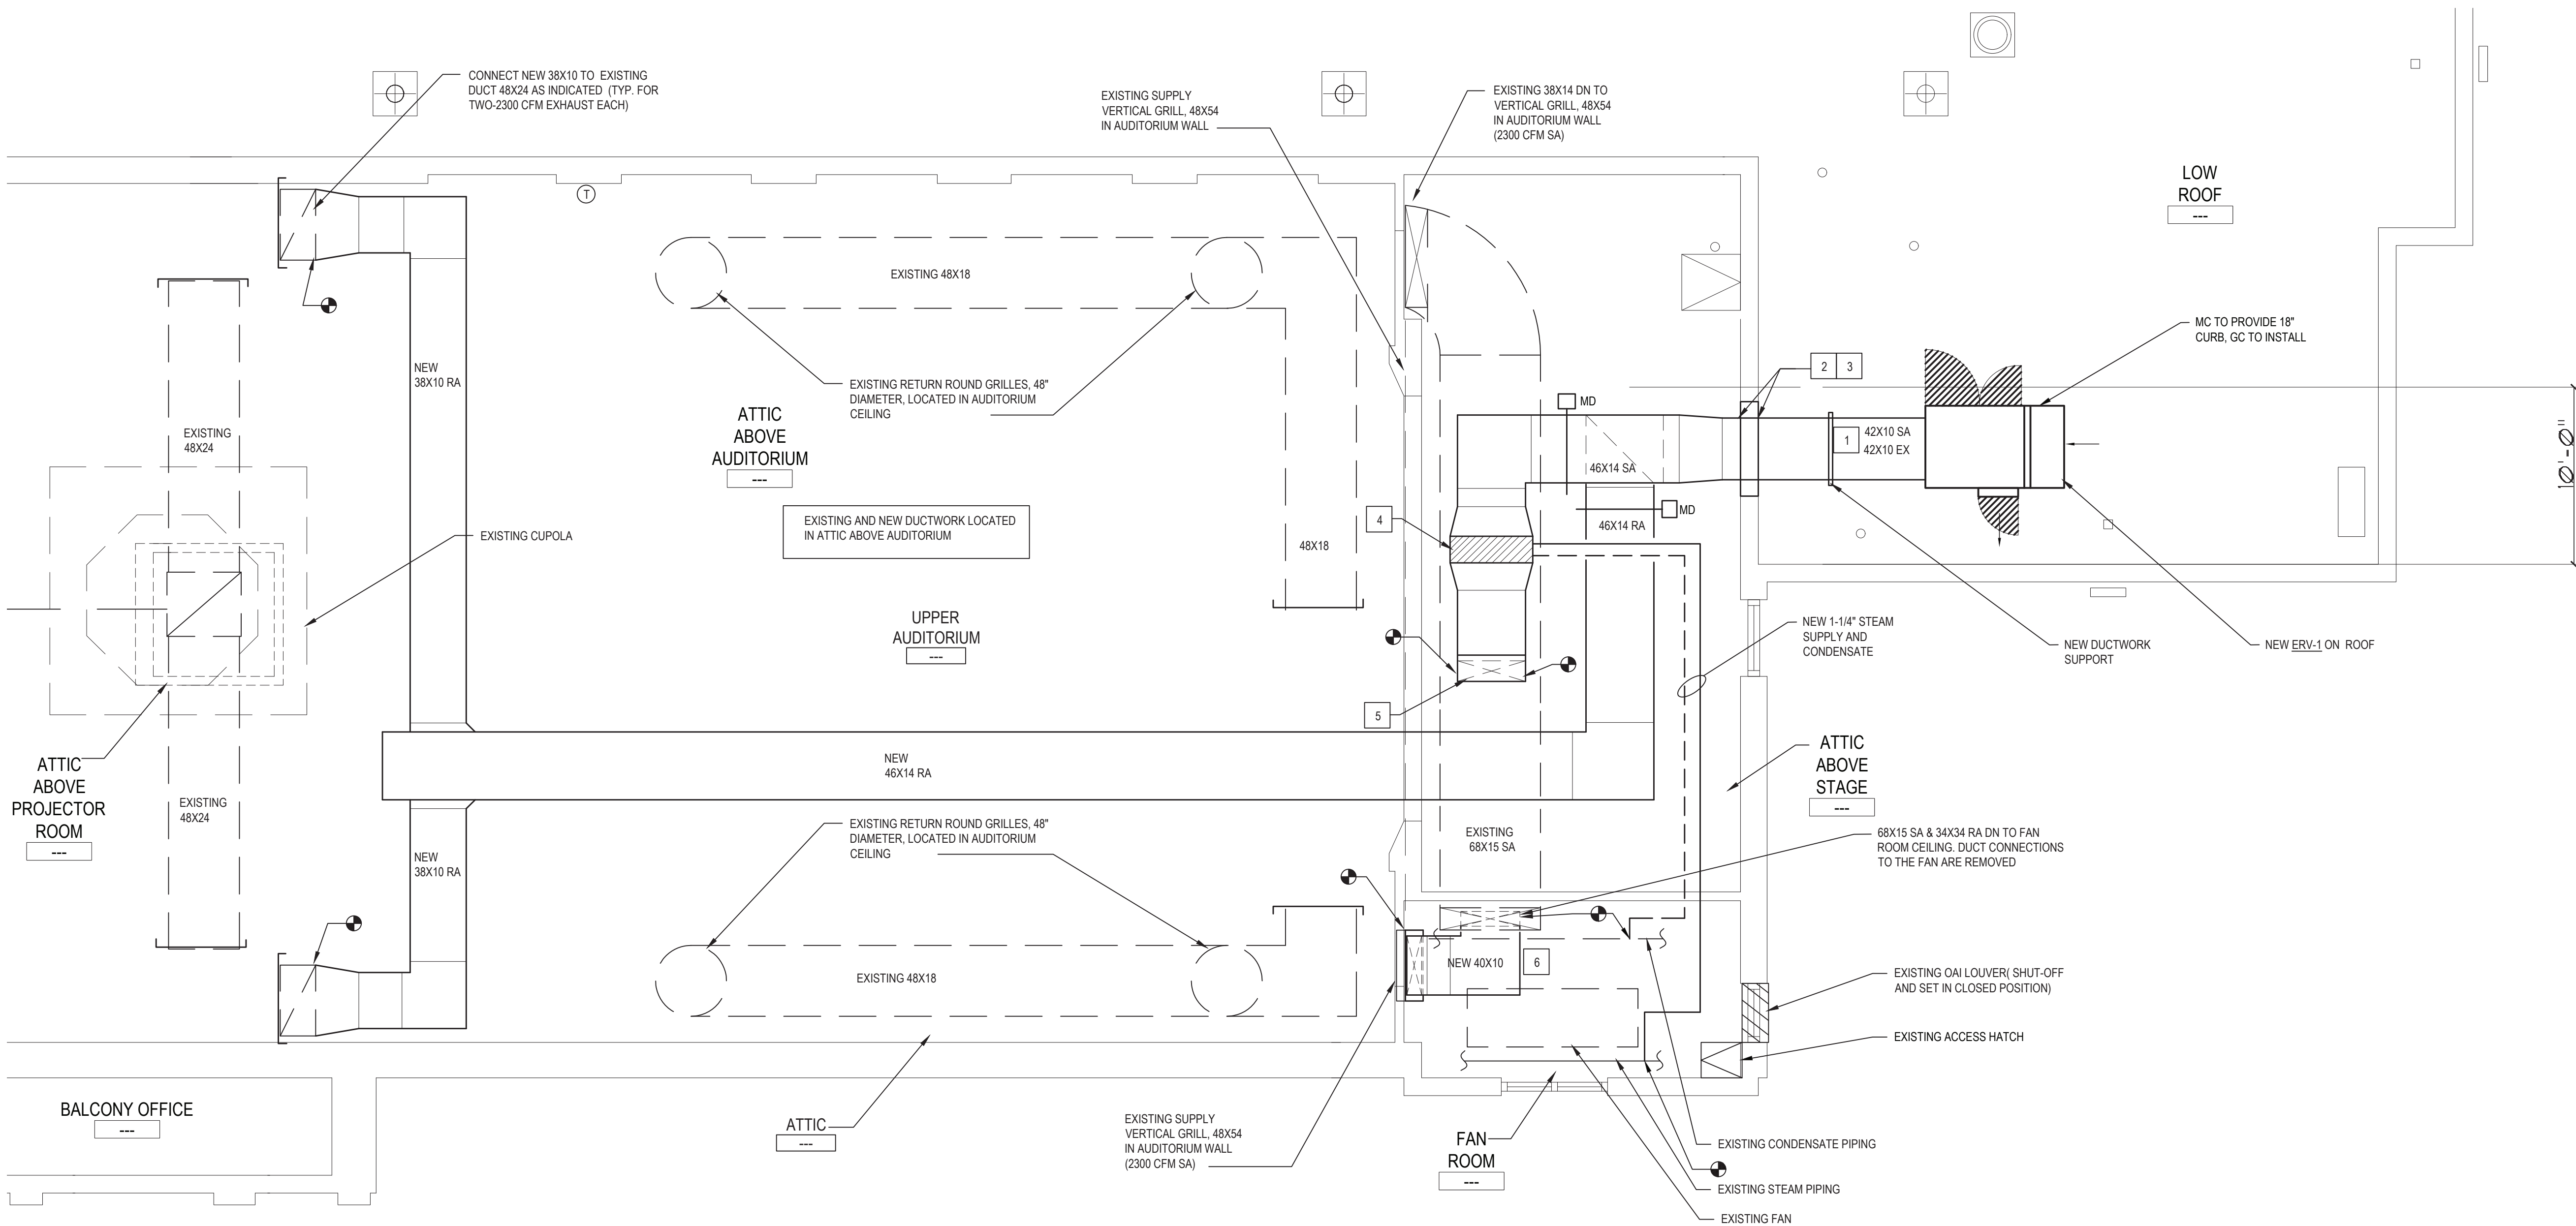 CONNECT NEW 38X10 TO EXISTING
DUCT 48X24 AS INDICATED (TYP. FOR
TWO-2300 CFM EXHAUST EACH)
EXISTING SUPPLY
VERTICAL GRILL, 48X54
IN AUDITORIUM WALL
EXISTING 38X14 DN TO
VERTICAL GRILL, 48X54
IN AUDITORIUM WALL
(2300 CFM SA)
LOW
ROOF
---
T
EXISTING 48X18
MC TO PROVIDE 18"
CURB, GC TO INSTALL
NEW
38X10 RA
EXISTING RETURN ROUND GRILLES, 48"
DIAMETER, LOCATED IN AUDITORIUM
CEILING
2 3
MD
ATTIC
ABOVE
AUDITORIUM
---
EXISTING
48X24
1
42X10 SA
42X10 EX
46X14 SA
10'-0"
MD
46X14 RA
4
EXISTING AND NEW DUCTWORK LOCATED
IN ATTIC ABOVE AUDITORIUM
EXISTING CUPOLA
48X18
UPPER
AUDITORIUM
---
NEW 1-1/4" STEAM
SUPPLY AND
CONDENSATE
NEW DUCTWORK
SUPPORT
NEW ERV-1 ON ROOF
5
ATTIC
ABOVE
PROJECTOR
ROOM
---
NEW
46X14 RA
ATTIC
ABOVE
STAGE
---
EXISTING
48X24
EXISTING RETURN ROUND GRILLES, 48"
DIAMETER, LOCATED IN AUDITORIUM
CEILING
EXISTING
68X15 SA
68X15 SA & 34X34 RA DN TO FAN
ROOM CEILING. DUCT CONNECTIONS
TO THE FAN ARE REMOVED
NEW
38X10 RA
NEW 40X10
6
EXISTING 48X18
EXISTING OAI LOUVER( SHUT-OFF
AND SET IN CLOSED POSITION)
EXISTING ACCESS HATCH
BALCONY OFFICE
---
ATTIC
---
EXISTING SUPPLY
VERTICAL GRILL, 48X54
IN AUDITORIUM WALL
(2300 CFM SA)
FAN
ROOM
---
EXISTING CONDENSATE PIPING
EXISTING STEAM PIPING
EXISTING FAN